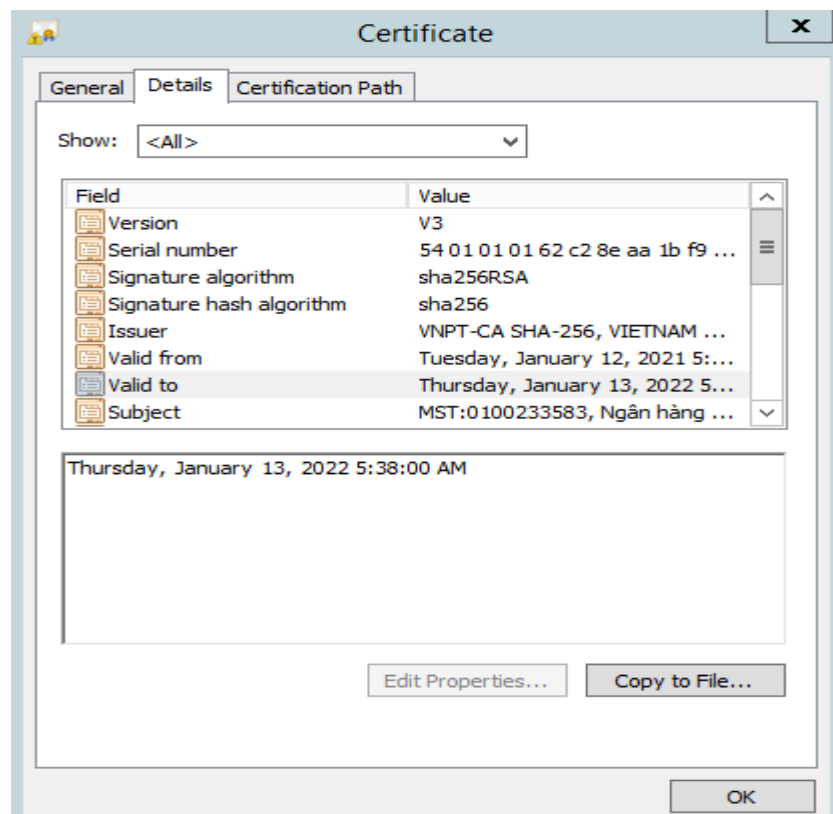 Certificate
x
General Details Certification Path
Show: <All>
Field Value
Version V3
Serial number 54 01 01 01 62 c2 8e aa 1b f9 ...
Signature algorithm sha256RSA
Signature hash algorithm sha256
Issuer VNPT-CA SHA-256, VIETNAM ...
Valid from Tuesday, January 12, 2021 5:...
Valid to Thursday, January 13, 2022 5...
Subject MST:0100233583, Ngân hàng ...
Thursday, January 13, 2022 5:38:00 AM
Edit Properties... Copy to File...
OK